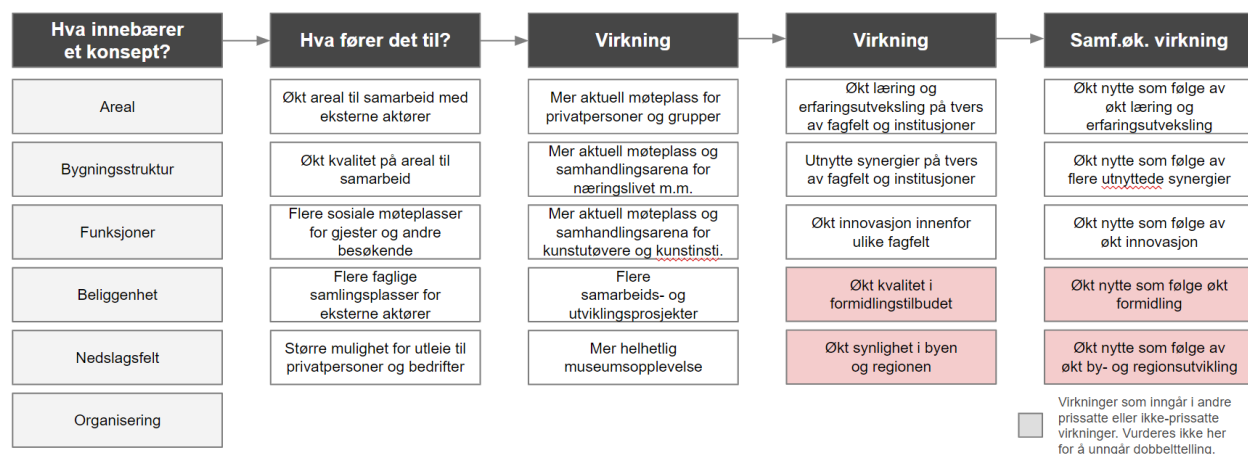 Hva innebærer
et konsept?
Hva fører det til?
Virkning
Virkning
Samf.øk. virkning
Areal
Økt areal til samarbeid med
eksterne aktører
Mer aktuell møteplass for
privatpersoner og grupper
Økt læring og
erfaringsutveksling på tvers
av fagfelt og institusjoner
Økt nytte som følge av
økt læring og
erfaringsutveksling
Bygningsstruktur
Økt kvalitet på areal til
samarbeid
Mer aktuell møteplass og
samhandlingsarena for
næringslivet m.m.
Utnytte synergier på tvers
av fagfelt og institusjoner
Økt nytte som følge av
flere utnyttede synergier
Funksjoner
Flere sosiale møteplasser
for gjester og andre
besøkende
Mer aktuell møteplass og
samhandlingsarena for
kunstutøvere og kunstinsti.
Økt innovasjon innenfor
ulike fagfelt
Økt nytte som følge av
økt innovasjon
Beliggenhet
Flere faglige
samlingsplasser for
eksterne aktører
Flere
samarbeids- og
utviklingsprosjekter
Økt kvalitet i
formidlingstilbudet
Økt nytte som følge økt
formidling
Nedslagsfelt
Større mulighet for utleie til
privatpersoner og bedrifter
Mer helhetlig
museumsopplevelse
Økt synlighet i byen
og regionen
Økt nytte som følge av
økt by- og regionsutvikling
Organisering
Virkninger som inngår i andre
prissatte eller ikke-prissatte
virkninger. Vurderes ikke her
for å unngår dobbelttelling.